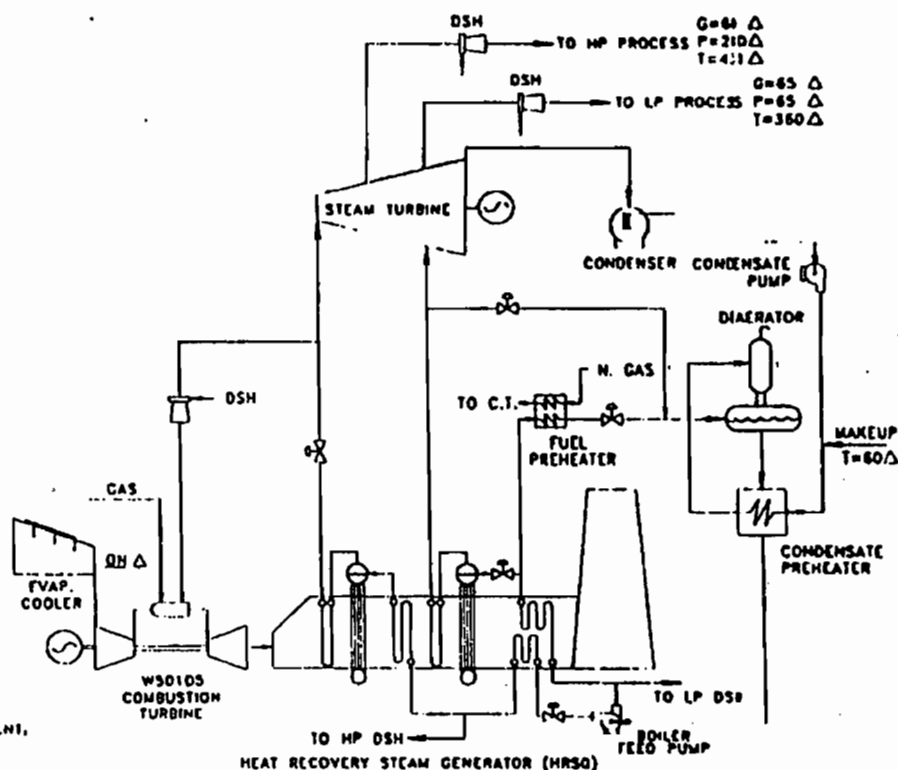 DSH
TO HP PROCESS
P=210 Δ
DSH
TO LP PROCESS
G=65 Δ
P=65 Δ
T=360 Δ
STEAM TURBINE
CONDENSER
CONDENSATE
PUMP
DIAERATOR
N. GAS
TO C.T.
FUEL
PREHEATER
DSH
MAKEUP
T=60 Δ
GAS
ON Δ
EVAP.
COOLER
CONDENSATE
PREHEATER
W501D5
COMBUSTION
TURBINE
TO LP DSH
TO HP DSH
BOILER
FEED PUMP
HEAT RECOVERY STEAM GENERATOR (HRSG)